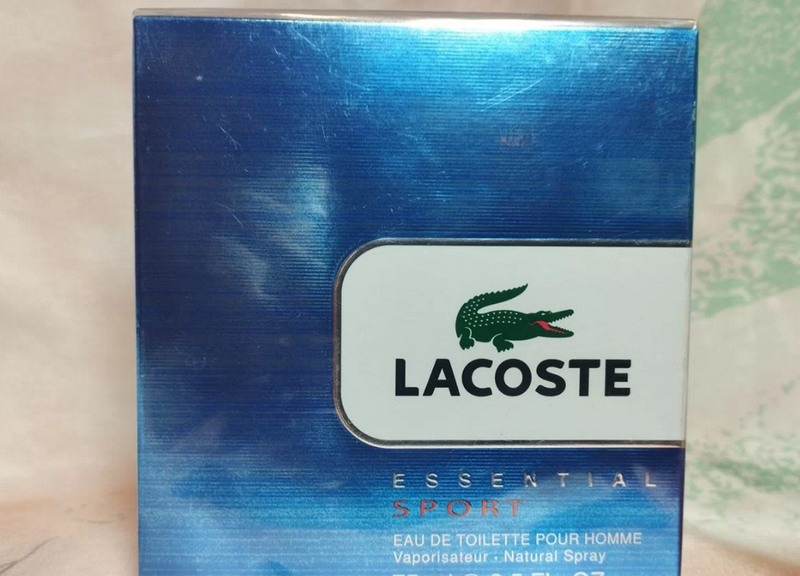 LACOSTE
ESSENTIAL
SPORT
EAU DE TOILETTE POUR HOMME
Vaporisateur · Natural Spray